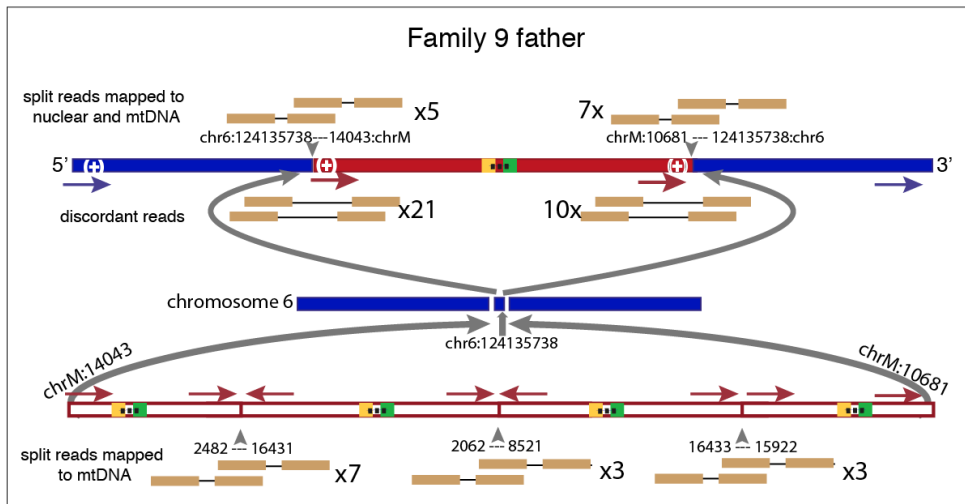 Family 9 father
split reads mapped to
nuclear and mtDNA
x5
7x
chr6:124135738---14043:chrM
chrM:10681 --- 124135738:chr6
5’
(+)
(+)
(+)
3’
discordant reads
x21
10x
chromosome 6
chr6:124135738
chrM:14043
chrM:10681
split reads mapped
to mtDNA
2482 --- 16431
x7
2062 --- 8521
x3
16433 --- 15922
x3